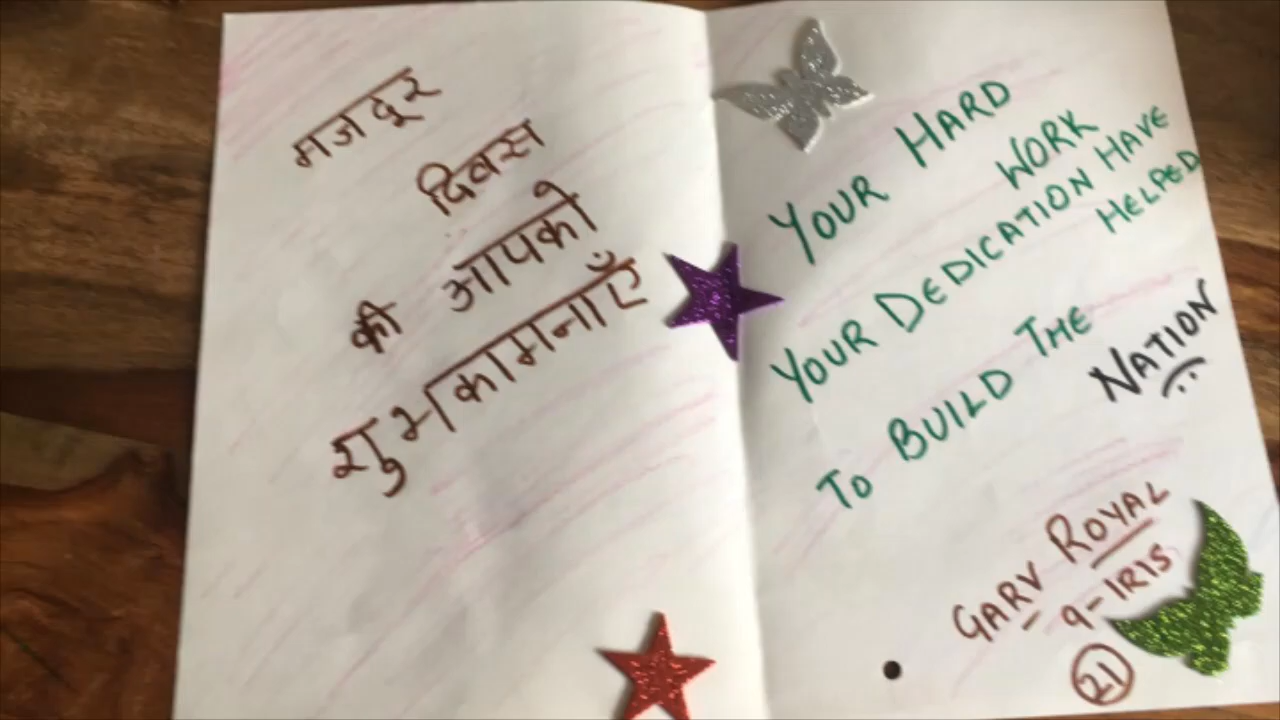 मजदूर
दिवस
की आपको
शुभकामनाएँ
YOUR HARD
WORK
YOUR DEDICATION HAVE
HELPED
TO BUILD THE
NATION
GARV ROYAL
9-IRIS
21